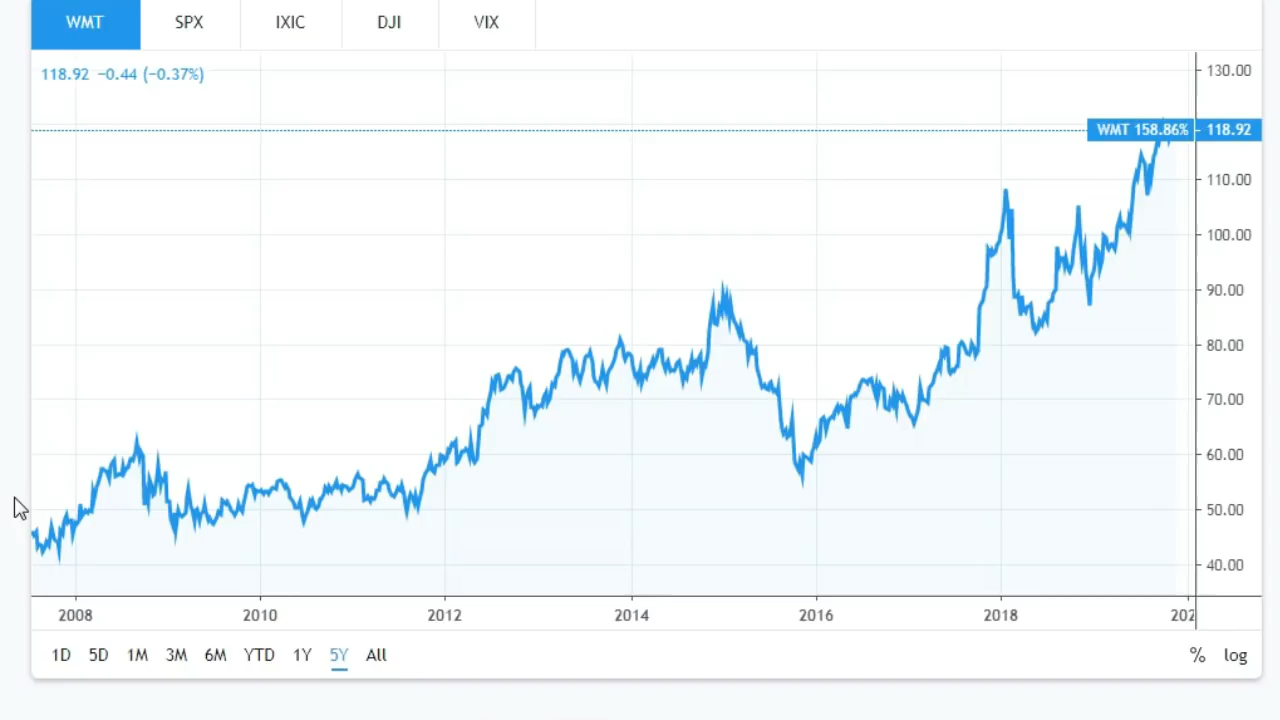 WMT SPX IXIC DJI VIX
118.92 −0.44 (−0.37%)
130.00
WMT 158.86% 118.92
110.00
100.00
90.00
80.00
70.00
60.00
50.00
40.00
2008 2010 2012 2014 2016 2018 202
1D 5D 1M 3M 6M YTD 1Y 5Y All % log